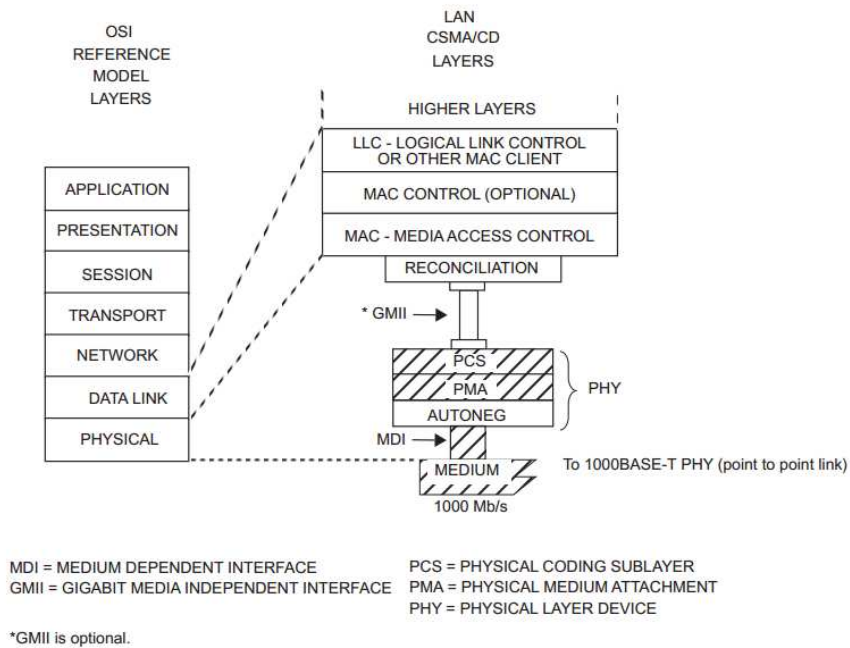 OSI
REFERENCE
MODEL
LAYERS
LAN
CSMA/CD
LAYERS
HIGHER LAYERS
LLC - LOGICAL LINK CONTROL
OR OTHER MAC CLIENT
MAC CONTROL (OPTIONAL)
MAC - MEDIA ACCESS CONTROL
RECONCILIATION
APPLICATION
PRESENTATION
SESSION
TRANSPORT
NETWORK
DATA LINK
PHYSICAL
* GMII
PCS
PMA
AUTONEG
PHY
MDI
MEDIUM
To 1000BASE-T PHY (point to point link)
1000 Mb/s
MDI = MEDIUM DEPENDENT INTERFACE
GMII = GIGABIT MEDIA INDEPENDENT INTERFACE
PCS = PHYSICAL CODING SUBLAYER
PMA = PHYSICAL MEDIUM ATTACHMENT
PHY = PHYSICAL LAYER DEVICE
*GMII is optional.